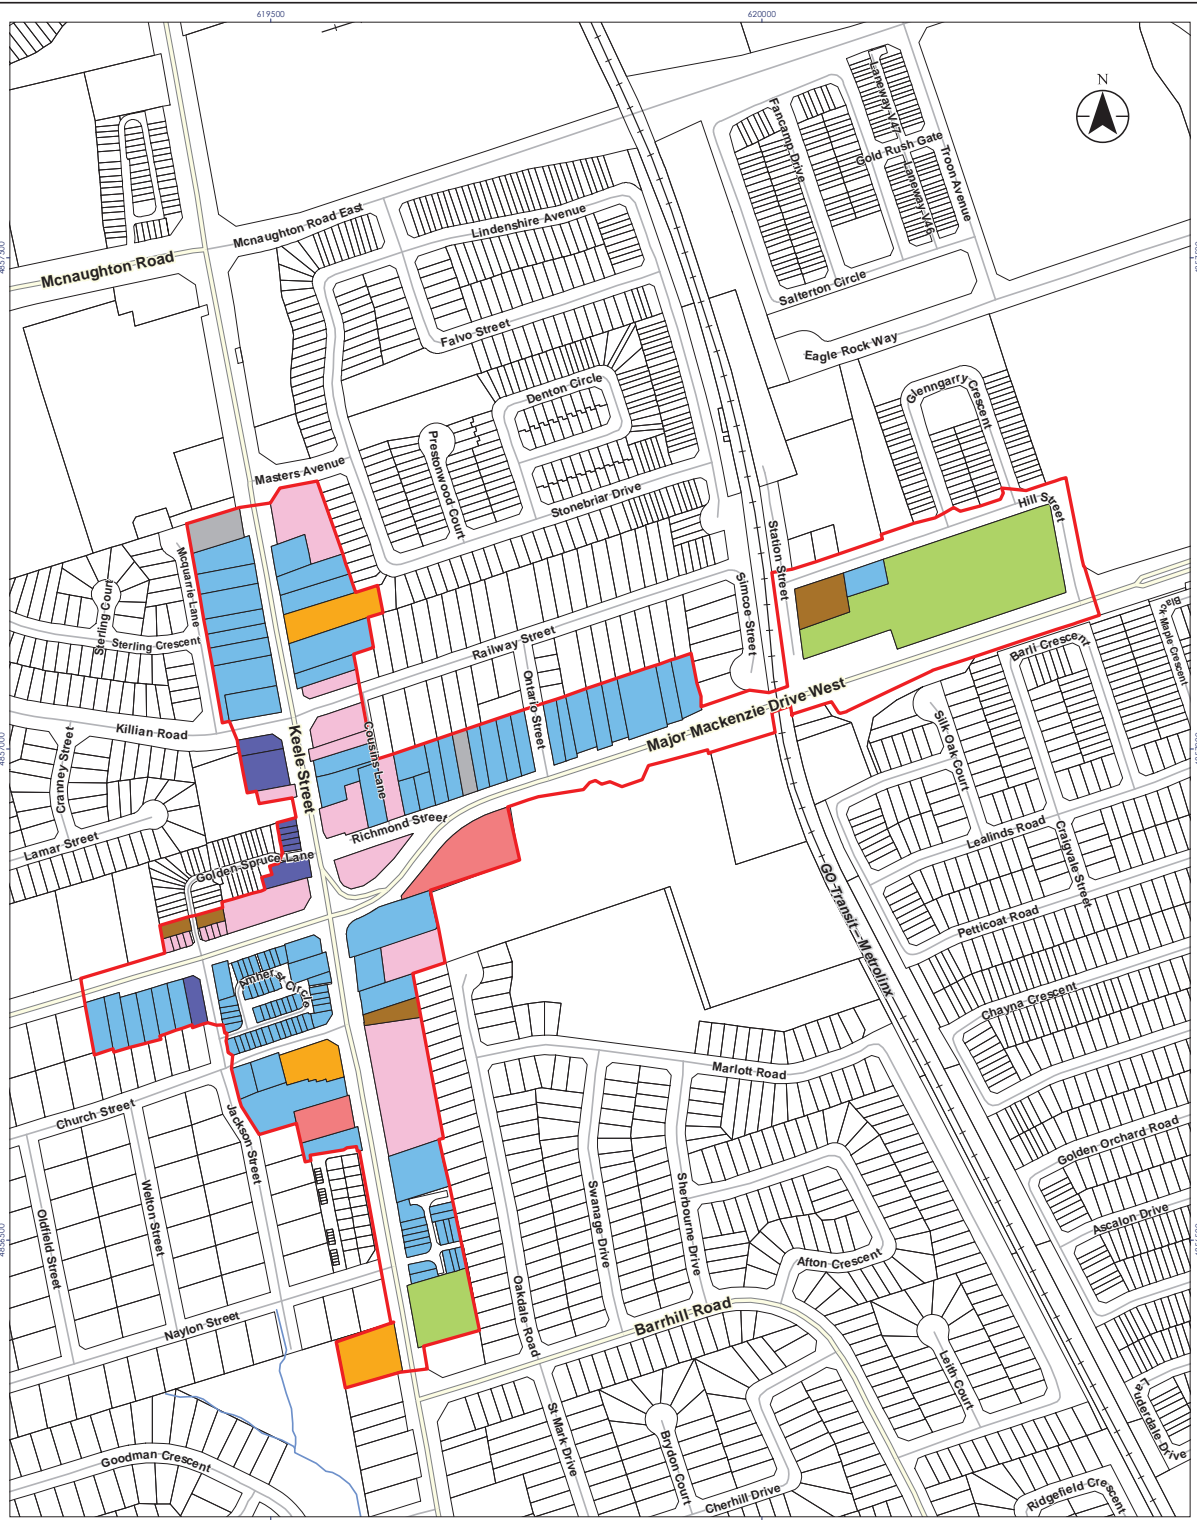 619500
620000
N
Laneway-V47
Fancamp Drive
Gold Rush Gate
Troon Avenue
Laneway-V46
Mcnaughton Road East
Lindenshire Avenue
Mcnaughton Road
Salterton Circle
Falvo Street
Eagle Rock Way
Denton Circle
Glenngarry Crescent
Prestonwood Court
Masters Avenue
Stonebriar Drive
Hill Street
Station Street
Mcquarrie Lane
Simcoe Street
Sterling Court
Sterling Crescent
Railway Street
Black Maple Crescent
Barli Crescent
Ontario Street
Major Mackenzie Drive West
Killian Road
Keele Street
Cousins Lane
Silk Oak Court
Cranney Street
Richmond Street
Lamar Street
Lealinds Road
Craigvale Street
Golden Spruce Lane
GO Transit - Metrolinx
Petticoat Road
Amherst Circle
Chayna Crescent
Marlott Road
Church Street
Jackson Street
Golden Orchard Road
Welton Street
Oldfield Street
Swanage Drive
Sherbourne Drive
Ascalon Drive
Afton Crescent
Oakdale Road
Naylon Street
Barrhill Road
Leith Court
Lauderdale Drive
St Mark Drive
Brydon Court
Goodman Crescent
Cherhill Drive
Ridgefield Crescent